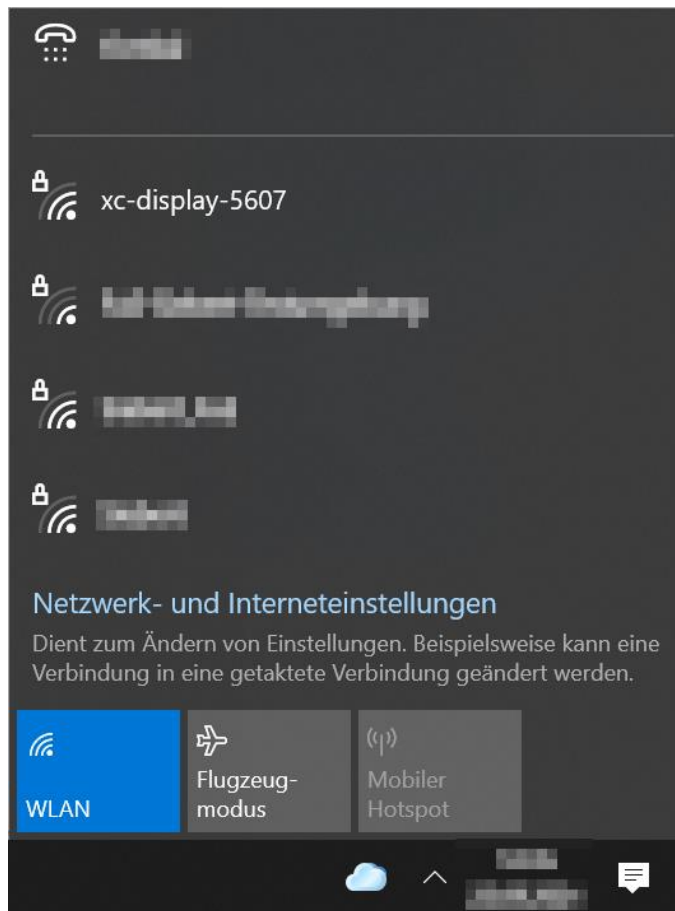 xc-display-5607
Netzwerk- und Interneteinstellungen
Dient zum Ändern von Einstellungen. Beispielsweise kann eine
Verbindung in eine getaktete Verbindung geändert werden.
WLAN
Flugzeug-
modus
Mobiler
Hotspot